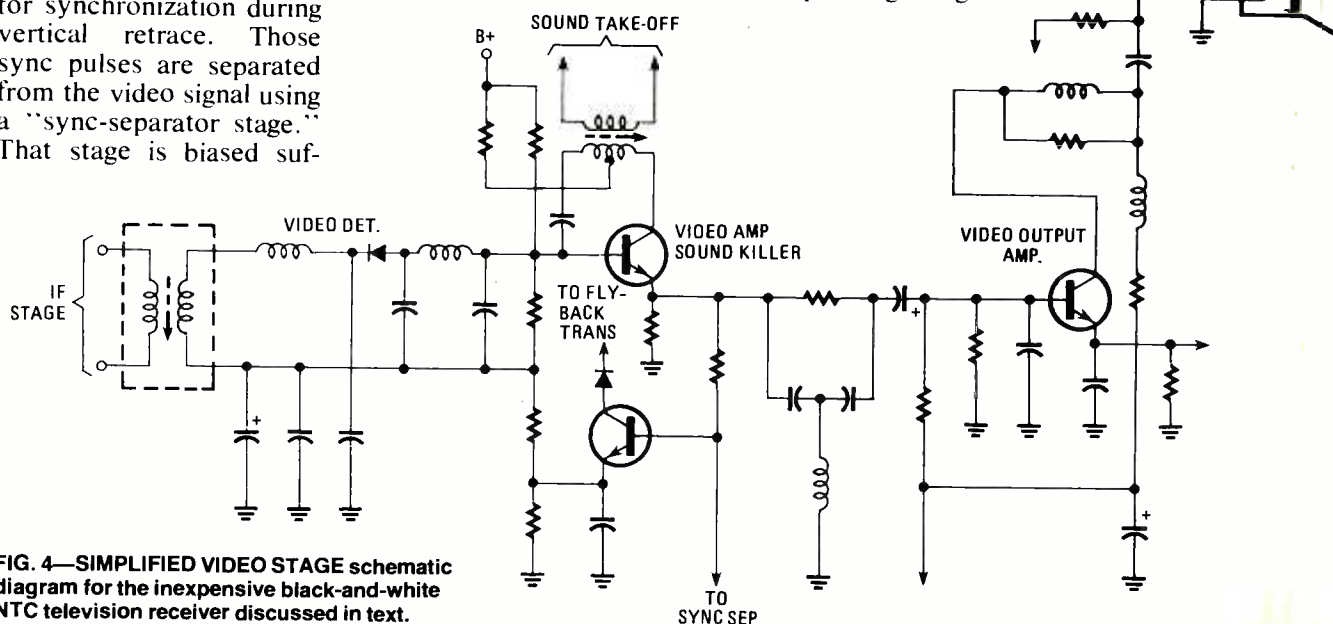 for synchronization during
vertical retrace. Those
sync pulses are separated
from the video signal using
a "sync-separator stage."
That stage is biased suf-
B+
SOUND TAKE-OFF
VIDEO DET.
IF
STAGE
VIDEO AMP
SOUND KILLER
TO FLY-
BACK
TRANS
VIDEO OUTPUT
AMP.
+
+
+
TO
SYNC SEP
FIG. 4—SIMPLIFIED VIDEO STAGE schematic
diagram for the inexpensive black-and-white
NTC television receiver discussed in text.